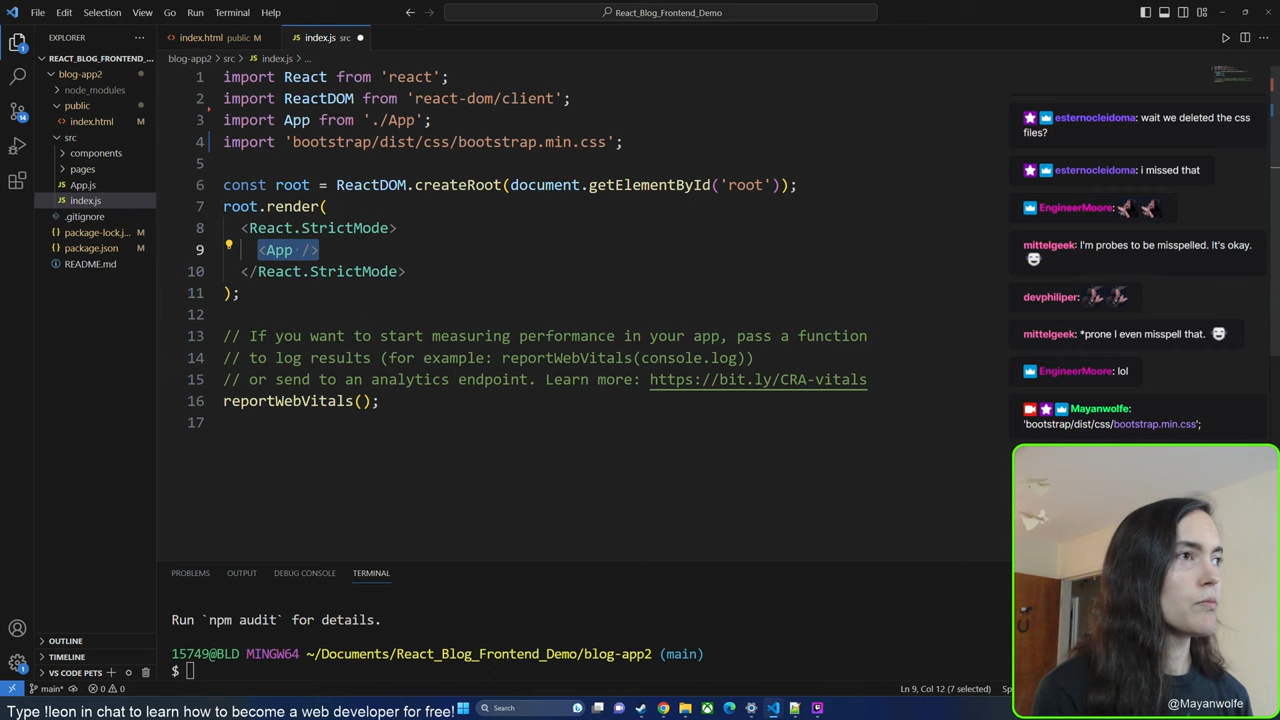 File Edit Selection View Go Run Terminal Help
React_Blog_Frontend_Demo
EXPLORER
REACT_BLOG_FRONTEND_...
blog-app2
node_modules
public
index.html
src
components
pages
App.js
index.js
.gitignore
package-lock.j...
package.json
README.md
OUTLINE
TIMELINE
VS CODE PETS
index.html public M
index.js src
blog-app2 > src > index.js > ...
1 import React from 'react';
2 import ReactDOM from 'react-dom/client';
3 import App from './App';
4 import 'bootstrap/dist/css/bootstrap.min.css';
5
6 const root = ReactDOM.createRoot(document.getElementById('root'));
7 root.render(
8 <React.StrictMode>
9 <App />
10 </React.StrictMode>
11 );
12
13 // If you want to start measuring performance in your app, pass a function
14 // to log results (for example: reportWebVitals(console.log))
15 // or send to an analytics endpoint. Learn more: https://bit.ly/CRA-vitals
16 reportWebVitals();
17
PROBLEMS OUTPUT DEBUG CONSOLE TERMINAL
Run `npm audit` for details.
15749@BLD MINGW64 ~/Documents/React_Blog_Frontend_Demo/blog-app2 (main)
$
esternocleidoma: wait we deleted the css
files?
esternocleidoma: i missed that
EngineerMoore:
mittelgeek: I'm probes to be misspelled. It's okay.
devphiliper:
mittelgeek: *prone I even misspell that.
EngineerMoore: lol
Mayanwolfe:
'bootstrap/dist/css/bootstrap.min.css';
@Mayanwolfe
main* 0 0
Ln 9, Col 12 (7 selected)
Type !leon in chat to learn how to become a web developer for free!
Search